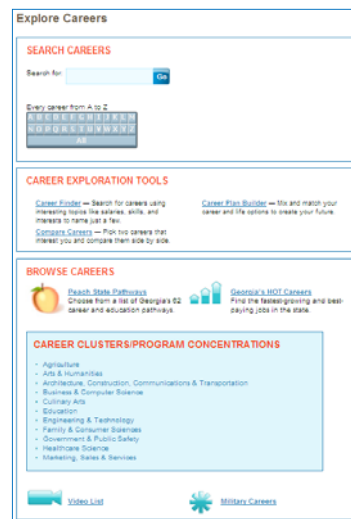 Explore Careers
SEARCH CAREERS
Search for: Go
Every career from A to Z
A B C D E F G H I J K L M
N O P Q R S T U V W X Y Z
All
CAREER EXPLORATION TOOLS
Career Finder — Search for careers using
interesting topics like salaries, skills, and
interests to name just a few.
Compare Careers — Pick two careers that
interest you and compare them side by side.
Career Plan Builder — Mix and match your
career and life options to create your future.
BROWSE CAREERS
Peach State Pathways
Choose from a list of Georgia's 62
career and education pathways.
Georgia's HOT Careers
Find the fastest-growing and best-
paying jobs in the state.
CAREER CLUSTERS/PROGRAM CONCENTRATIONS
Agriculture
Arts & Humanities
Architecture, Construction, Communications & Transportation
Business & Computer Science
Culinary Arts
Education
Engineering & Technology
Family & Consumer Sciences
Government & Public Safety
Healthcare Science
Marketing, Sales & Services
Video List
Military Careers